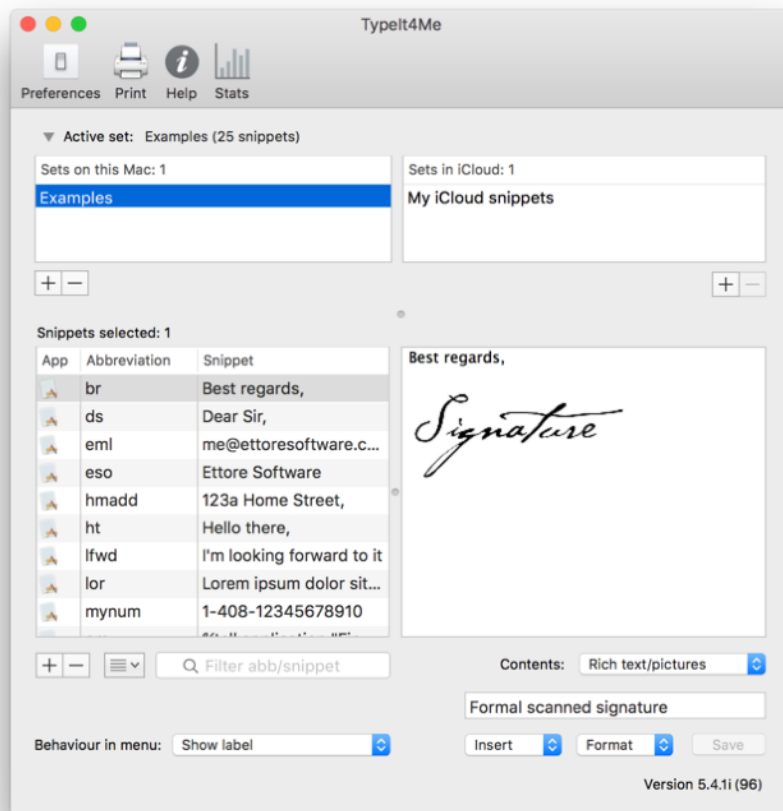 TypeIt4Me
Preferences Print Help Stats
Active set: Examples (25 snippets)
Sets on this Mac: 1
Examples
Sets in iCloud: 1
My iCloud snippets
Snippets selected: 1
App Abbreviation Snippet
br Best regards,
ds Dear Sir,
eml me@ettoresoftware.c...
eso Ettore Software
hmadd 123a Home Street,
ht Hello there,
lfwd I'm looking forward to it
lor Lorem ipsum dolor sit...
mynum 1-408-12345678910
Best regards,
Signature
Filter abb/snippet
Contents: Rich text/pictures
Formal scanned signature
Behaviour in menu: Show label
Insert Format Save
Version 5.4.1i (96)